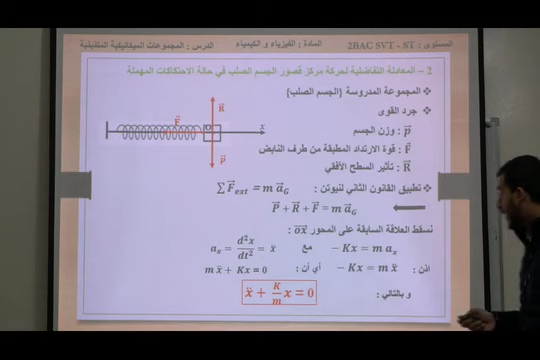 المستوى : 2BAC SVT - ST المادة : الفيزياء و الكيمياء الدرس : المجموعات الميكانيكية المتذبذبة
2 – المعادلة التفاضلية لحركة مركز قصور الجسم الصلب في حالة الاحتكاكات المهملة
❖ المجموعة المدروسة {الجسم الصلب}
❖ جرد القوى
P⃗ : وزن الجسم
F⃗ : قوة الارتداد المطبقة من طرف النابض
R⃗ : تأثير السطح الأفقي
R⃗
F⃗
x
P⃗
❖ تطبيق القانون الثاني لنيوتن : ∑F⃗ext = m a⃗G
P⃗ + R⃗ + F⃗ = m a⃗G
نسقط العلاقة السابقة على المحور ox⃗ :
− Kx = m ax مع ax = d²x/dt² = ẍ
اذن : − Kx = m ẍ أي أن : m ẍ + Kx = 0
و بالتالي : ẍ + K/m x = 0